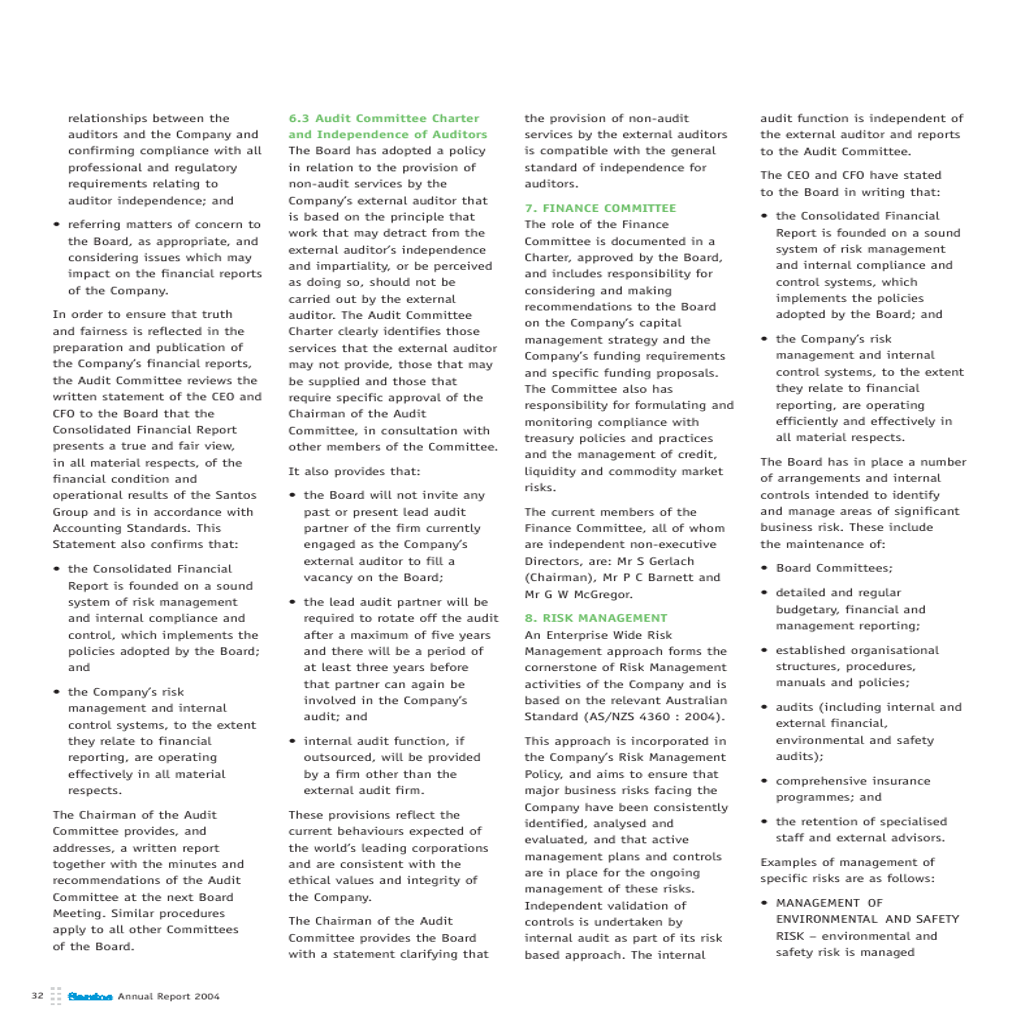 relationships between the
auditors and the Company and
confirming compliance with all
professional and regulatory
requirements relating to
auditor independence; and
• referring matters of concern to
the Board, as appropriate, and
considering issues which may
impact on the financial reports
of the Company.
In order to ensure that truth
and fairness is reflected in the
preparation and publication of
the Company's financial reports,
the Audit Committee reviews the
written statement of the CEO and
CFO to the Board that the
Consolidated Financial Report
presents a true and fair view,
in all material respects, of the
financial condition and
operational results of the Santos
Group and is in accordance with
Accounting Standards. This
Statement also confirms that:
• the Consolidated Financial
Report is founded on a sound
system of risk management
and internal compliance and
control, which implements the
policies adopted by the Board;
and
• the Company's risk
management and internal
control systems, to the extent
they relate to financial
reporting, are operating
effectively in all material
respects.
The Chairman of the Audit
Committee provides, and
addresses, a written report
together with the minutes and
recommendations of the Audit
Committee at the next Board
Meeting. Similar procedures
apply to all other Committees
of the Board.
6.3 Audit Committee Charter
and Independence of Auditors
The Board has adopted a policy
in relation to the provision of
non-audit services by the
Company's external auditor that
is based on the principle that
work that may detract from the
external auditor's independence
and impartiality, or be perceived
as doing so, should not be
carried out by the external
auditor. The Audit Committee
Charter clearly identifies those
services that the external auditor
may not provide, those that may
be supplied and those that
require specific approval of the
Chairman of the Audit
Committee, in consultation with
other members of the Committee.
It also provides that:
• the Board will not invite any
past or present lead audit
partner of the firm currently
engaged as the Company's
external auditor to fill a
vacancy on the Board;
• the lead audit partner will be
required to rotate off the audit
after a maximum of five years
and there will be a period of
at least three years before
that partner can again be
involved in the Company's
audit; and
• internal audit function, if
outsourced, will be provided
by a firm other than the
external audit firm.
These provisions reflect the
current behaviours expected of
the world's leading corporations
and are consistent with the
ethical values and integrity of
the Company.
The Chairman of the Audit
Committee provides the Board
with a statement clarifying that
the provision of non-audit
services by the external auditors
is compatible with the general
standard of independence for
auditors.
7. FINANCE COMMITTEE
The role of the Finance
Committee is documented in a
Charter, approved by the Board,
and includes responsibility for
considering and making
recommendations to the Board
on the Company's capital
management strategy and the
Company's funding requirements
and specific funding proposals.
The Committee also has
responsibility for formulating and
monitoring compliance with
treasury policies and practices
and the management of credit,
liquidity and commodity market
risks.
The current members of the
Finance Committee, all of whom
are independent non-executive
Directors, are: Mr S Gerlach
(Chairman), Mr P C Barnett and
Mr G W McGregor.
8. RISK MANAGEMENT
An Enterprise Wide Risk
Management approach forms the
cornerstone of Risk Management
activities of the Company and is
based on the relevant Australian
Standard (AS/NZS 4360 : 2004).
This approach is incorporated in
the Company's Risk Management
Policy, and aims to ensure that
major business risks facing the
Company have been consistently
identified, analysed and
evaluated, and that active
management plans and controls
are in place for the ongoing
management of these risks.
Independent validation of
controls is undertaken by
internal audit as part of its risk
based approach. The internal
audit function is independent of
the external auditor and reports
to the Audit Committee.
The CEO and CFO have stated
to the Board in writing that:
• the Consolidated Financial
Report is founded on a sound
system of risk management
and internal compliance and
control systems, which
implements the policies
adopted by the Board; and
• the Company's risk
management and internal
control systems, to the extent
they relate to financial
reporting, are operating
efficiently and effectively in
all material respects.
The Board has in place a number
of arrangements and internal
controls intended to identify
and manage areas of significant
business risk. These include
the maintenance of:
• Board Committees;
• detailed and regular
budgetary, financial and
management reporting;
• established organisational
structures, procedures,
manuals and policies;
• audits (including internal and
external financial,
environmental and safety
audits);
• comprehensive insurance
programmes; and
• the retention of specialised
staff and external advisors.
Examples of management of
specific risks are as follows:
• MANAGEMENT OF
ENVIRONMENTAL AND SAFETY
RISK – environmental and
safety risk is managed
32 Santos Annual Report 2004